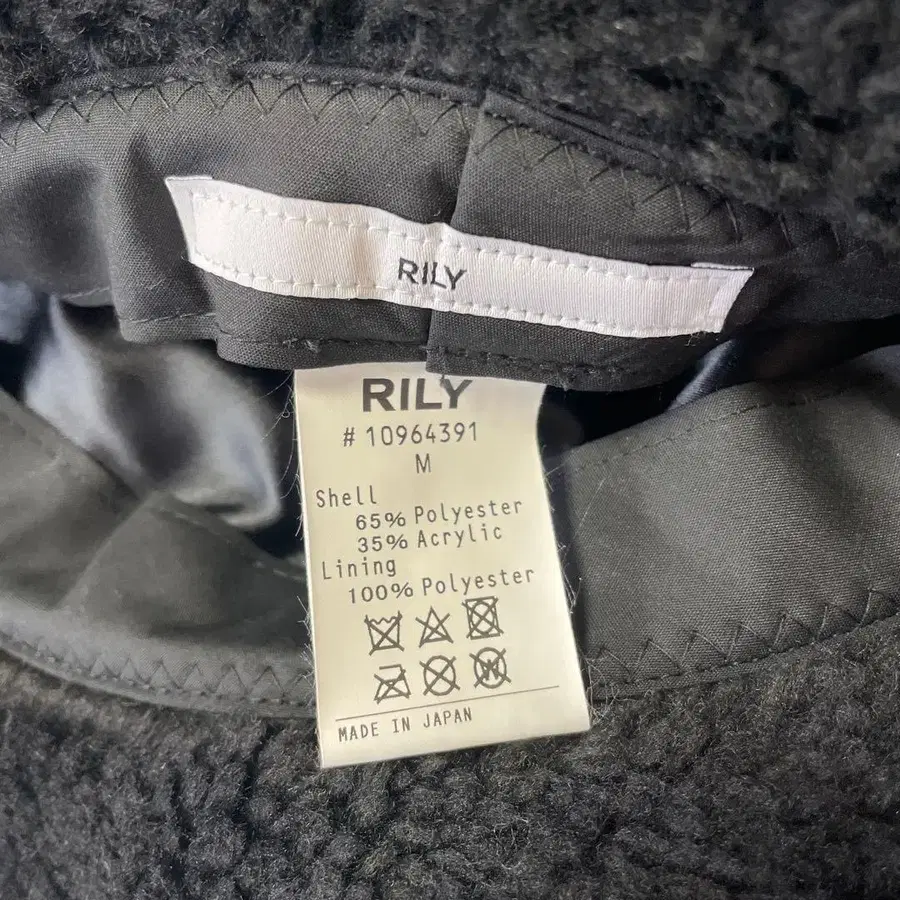 RILY
RILY
# 10964391
M
Shell
65% Polyester
35% Acrylic
Lining
100% Polyester
W
MADE IN JAPAN